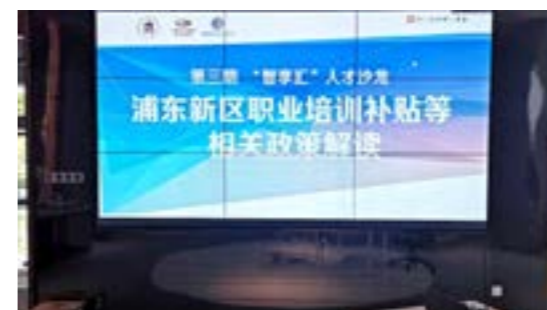 第三期 “智享汇”人才沙龙
浦东新区职业培训补贴等
相关政策解读